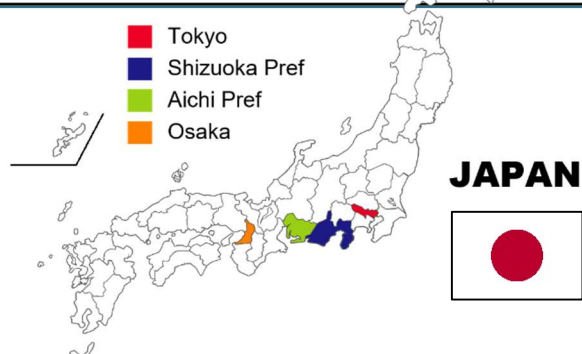 Tokyo
Shizuoka Pref
Aichi Pref
Osaka
JAPAN